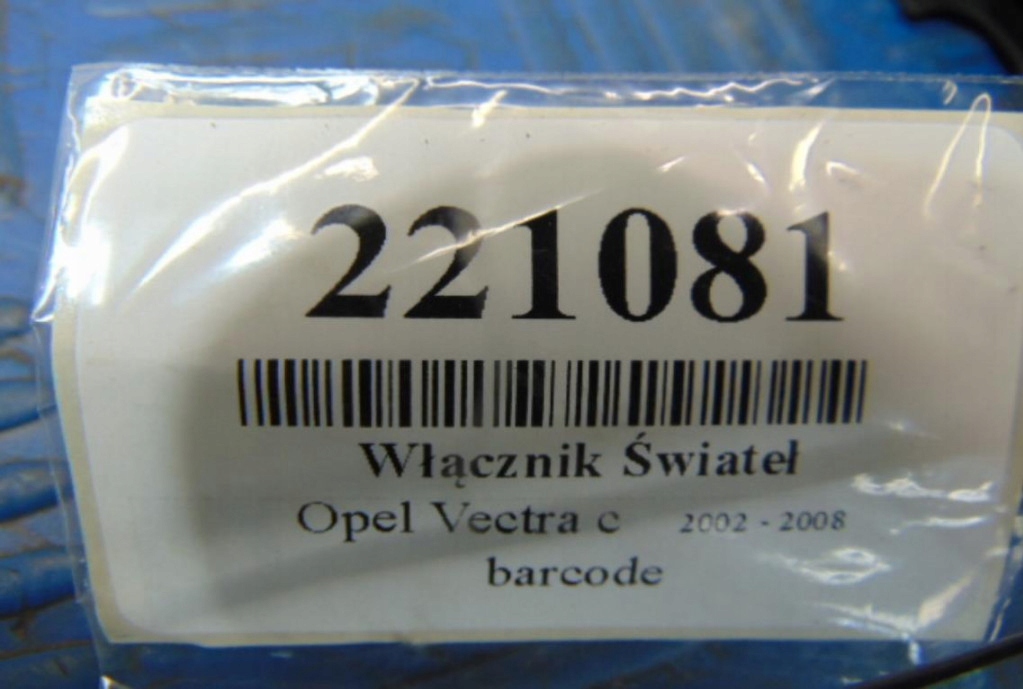 221081
Włącznik Świateł
Opel Vectra c 2002 - 2008
barcode